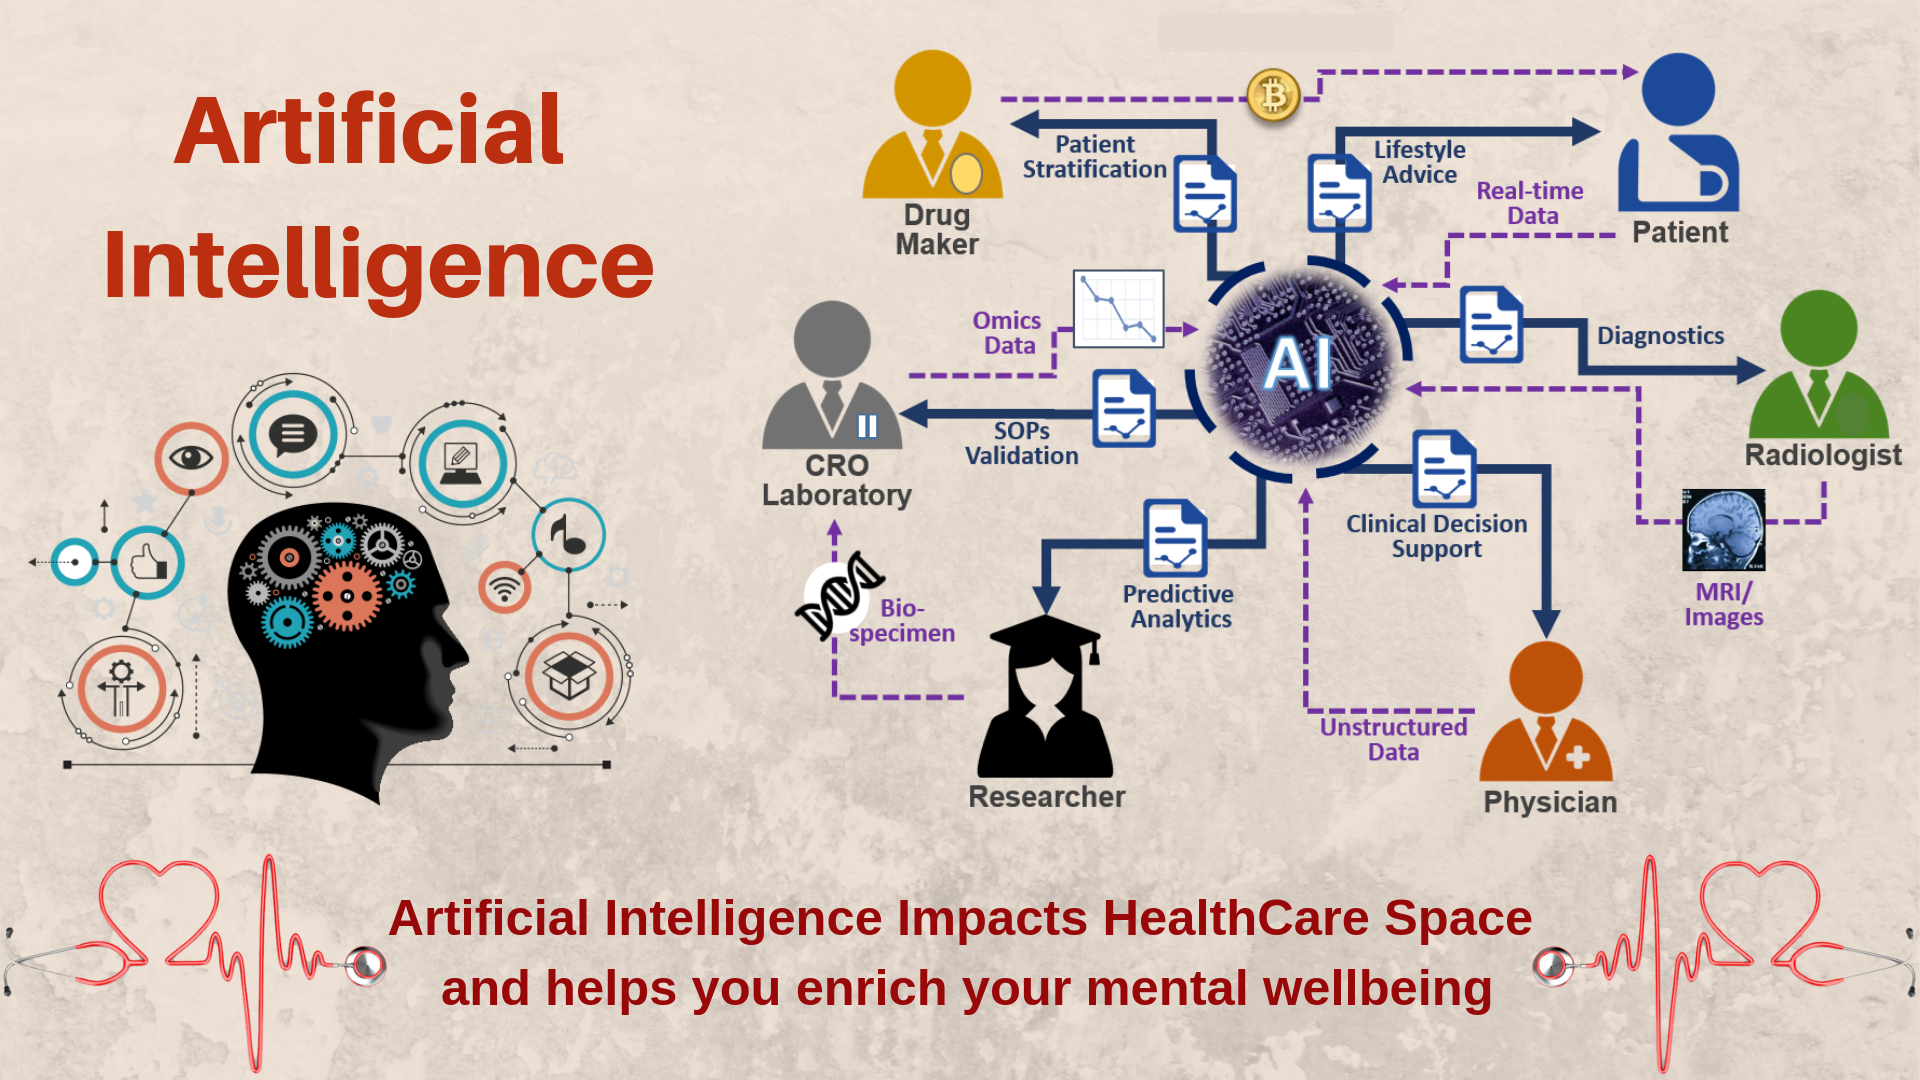 Artificial
Intelligence
Drug
Maker
Patient
Stratification
Lifestyle
Advice
Real-time
Data
Patient
Omics
Data
AI
Diagnostics
CRO
Laboratory
SOPs
Validation
Radiologist
Clinical Decision
Support
Predictive
Analytics
Bio-
specimen
MRI/
Images
Unstructured
Data
Researcher
Physician
Artificial Intelligence Impacts HealthCare Space
and helps you enrich your mental wellbeing